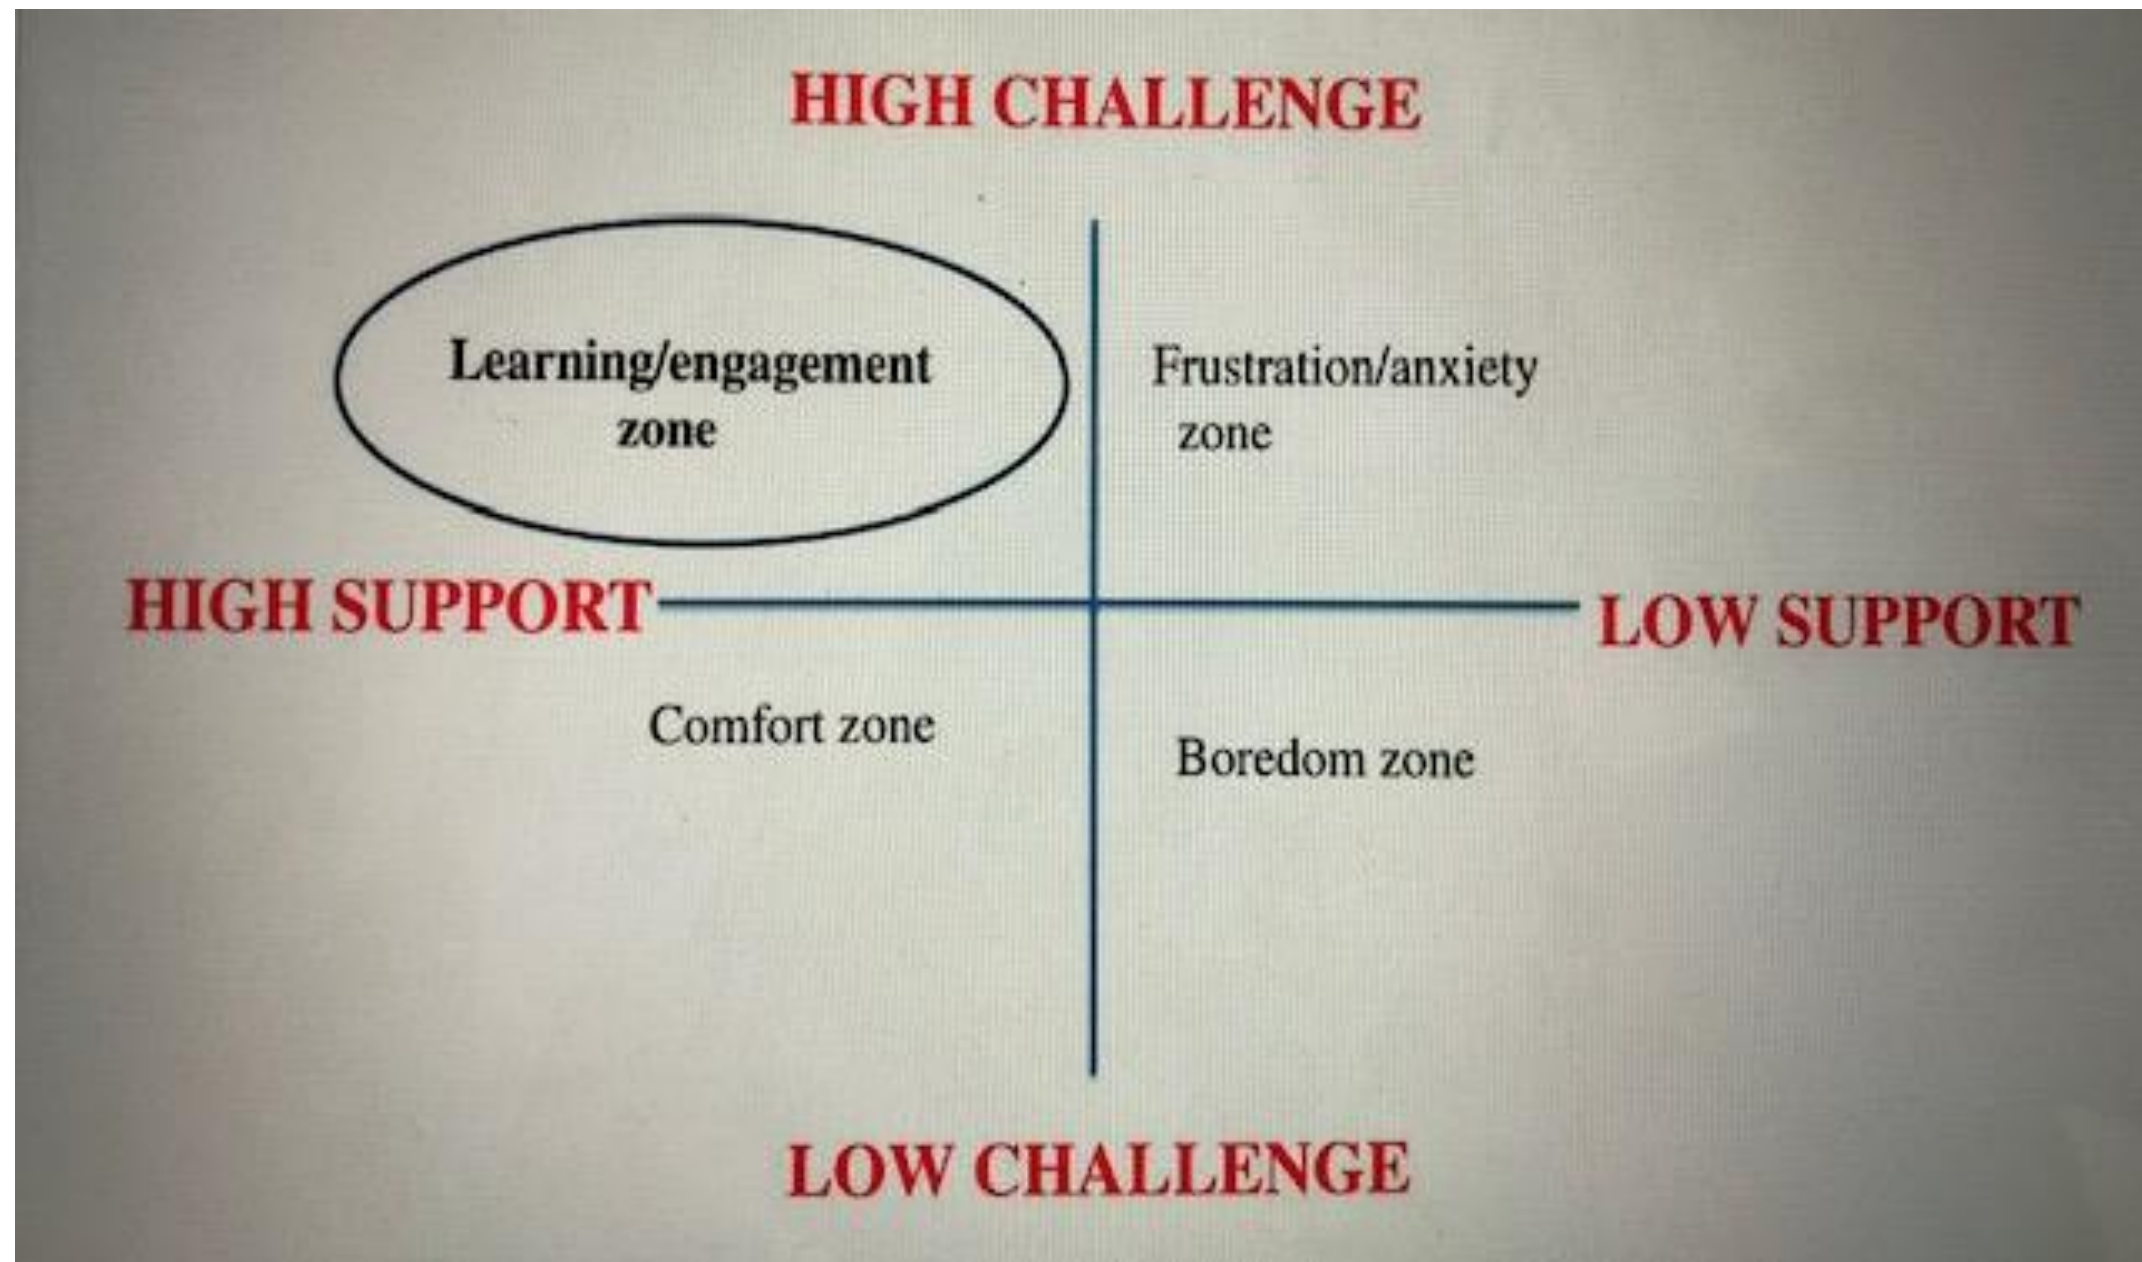 HIGH CHALLENGE
Learning/engagement
zone
Frustration/anxiety
zone
HIGH SUPPORT
LOW SUPPORT
Comfort zone
Boredom zone
LOW CHALLENGE